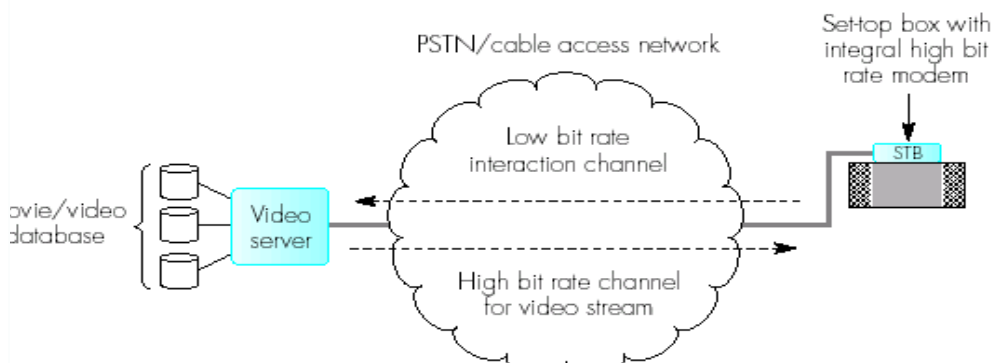 PSTN/cable access network
Set-top box with
integral high bit
rate modem
Low bit rate
interaction channel
STB
ovie/video
database
Video
server
High bit rate channel
for video stream